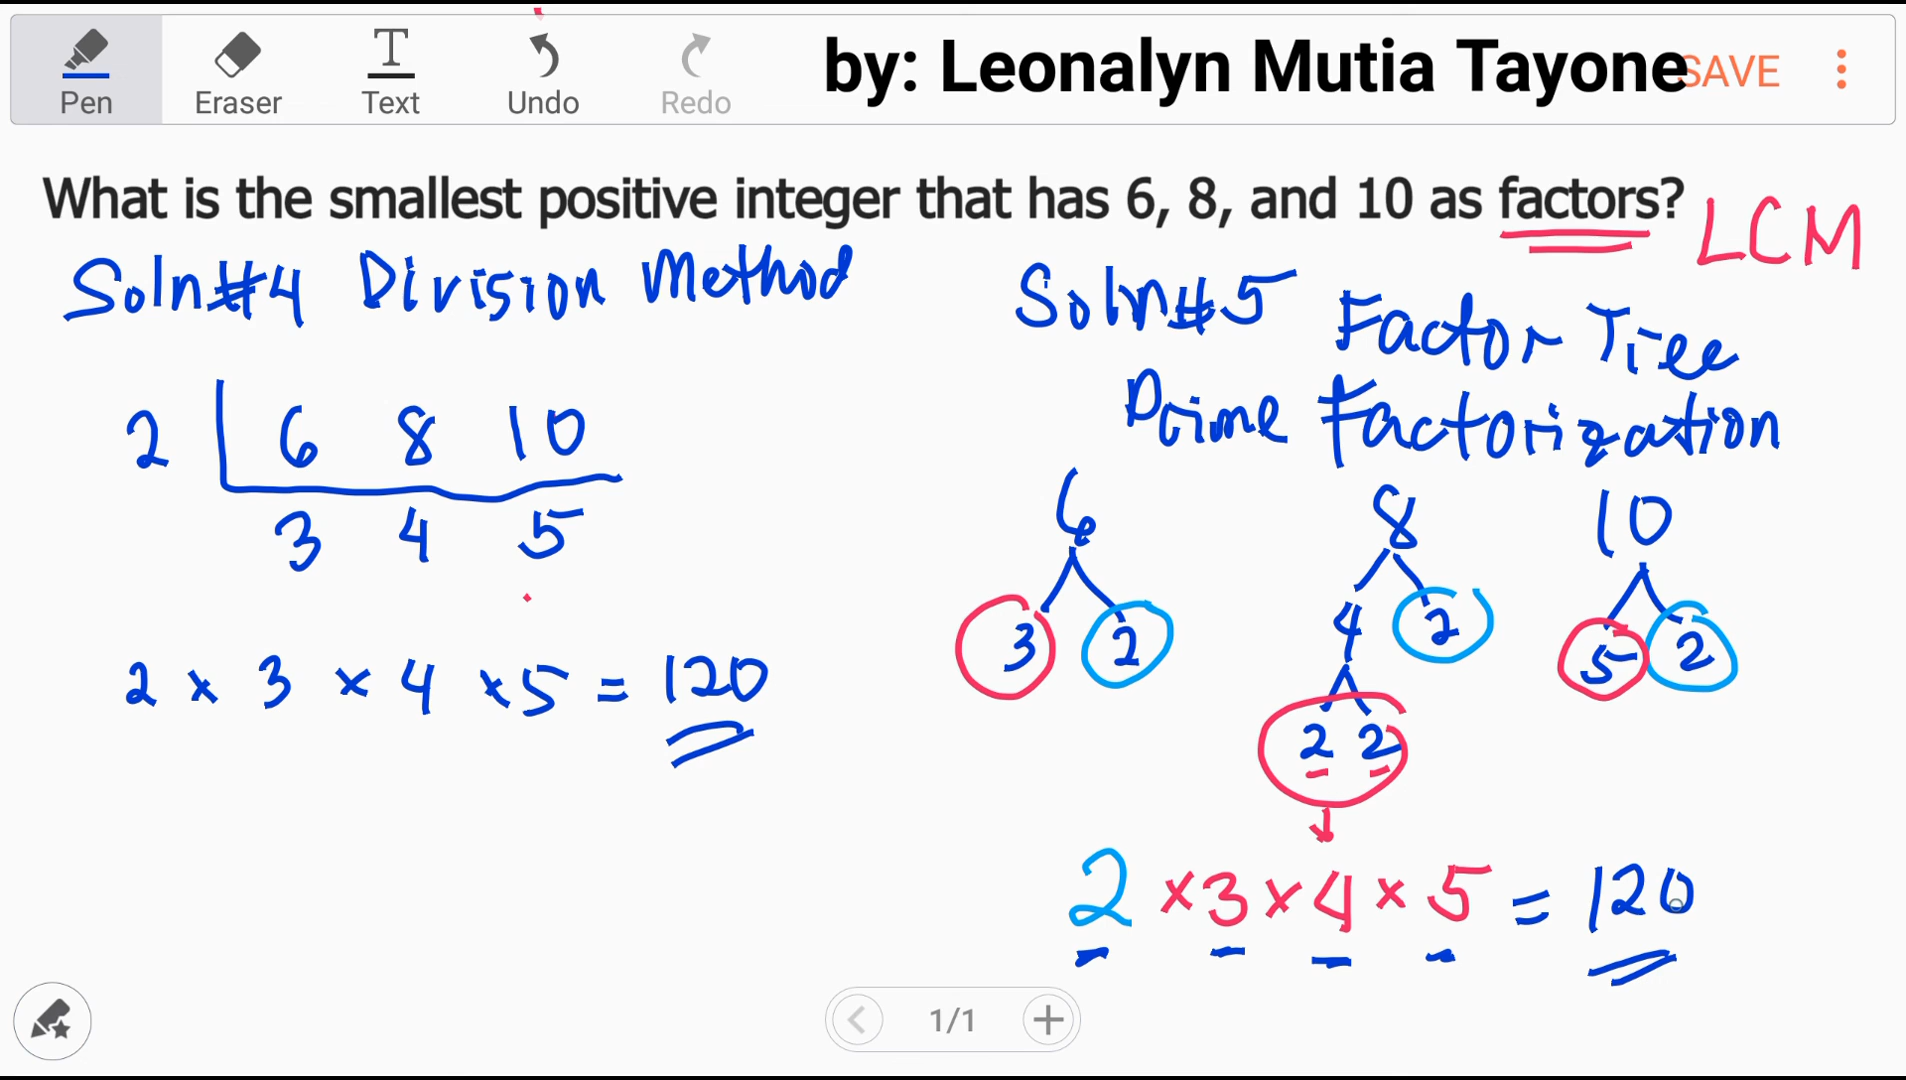 Pen Eraser Text Undo Redo by: Leonalyn Mutia Tayone SAVE
What is the smallest positive integer that has 6, 8, and 10 as factors? LCM
Soln#4 Division Method
2 6 8 10
3 4 5
2 × 3 × 4 × 5 = 120
Soln#5 Factor Tree
Prime Factorization
6 8 10
3 2 4 2 5 2
2 2
2 × 3 × 4 × 5 = 120
1/1